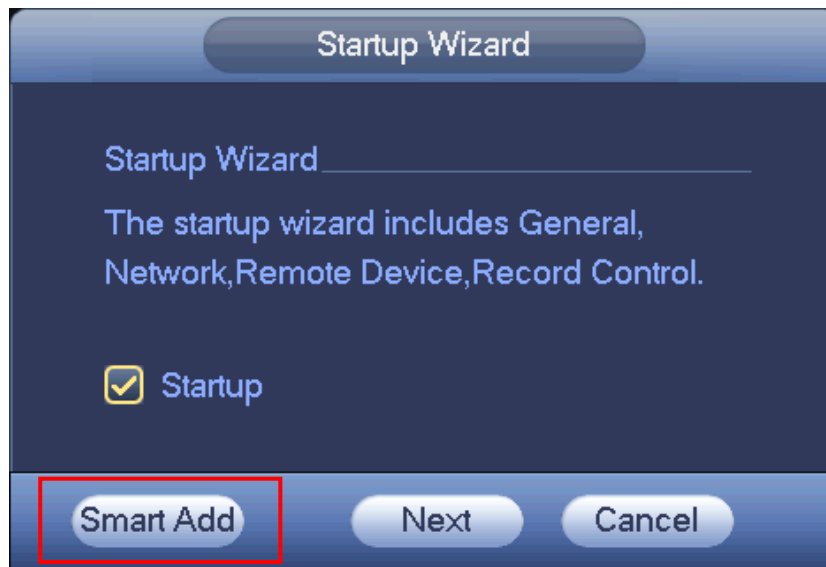 Startup Wizard
Startup Wizard
The startup wizard includes General,
Network,Remote Device,Record Control.
Startup
Smart Add Next Cancel